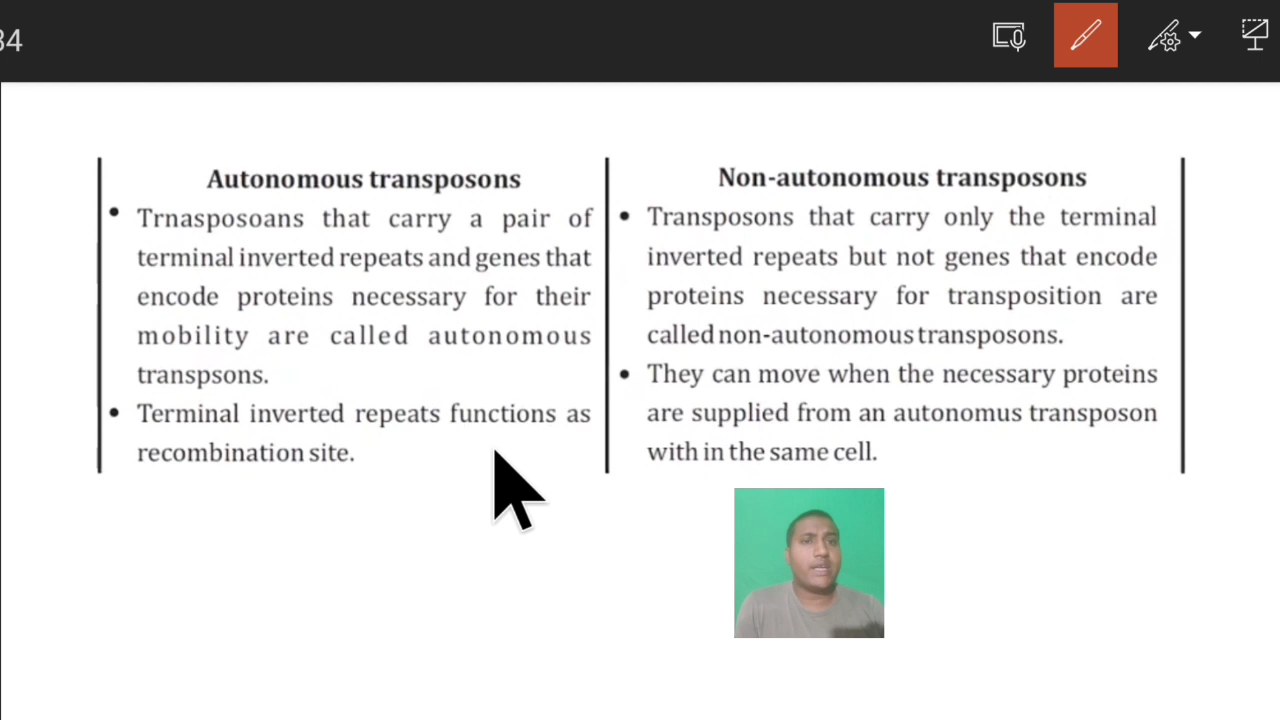 34
Autonomous transposons
• Trnasposoans that carry a pair of
terminal inverted repeats and genes that
encode proteins necessary for their
mobility are called autonomous
transpsons.
• Terminal inverted repeats functions as
recombination site.
Non-autonomous transposons
• Transposons that carry only the terminal
inverted repeats but not genes that encode
proteins necessary for transposition are
called non-autonomous transposons.
• They can move when the necessary proteins
are supplied from an autonomus transposon
with in the same cell.